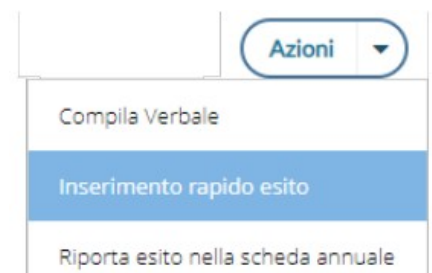 Azioni
Compila Verbale
Inserimento rapido esito
Riporta esito nella scheda annuale